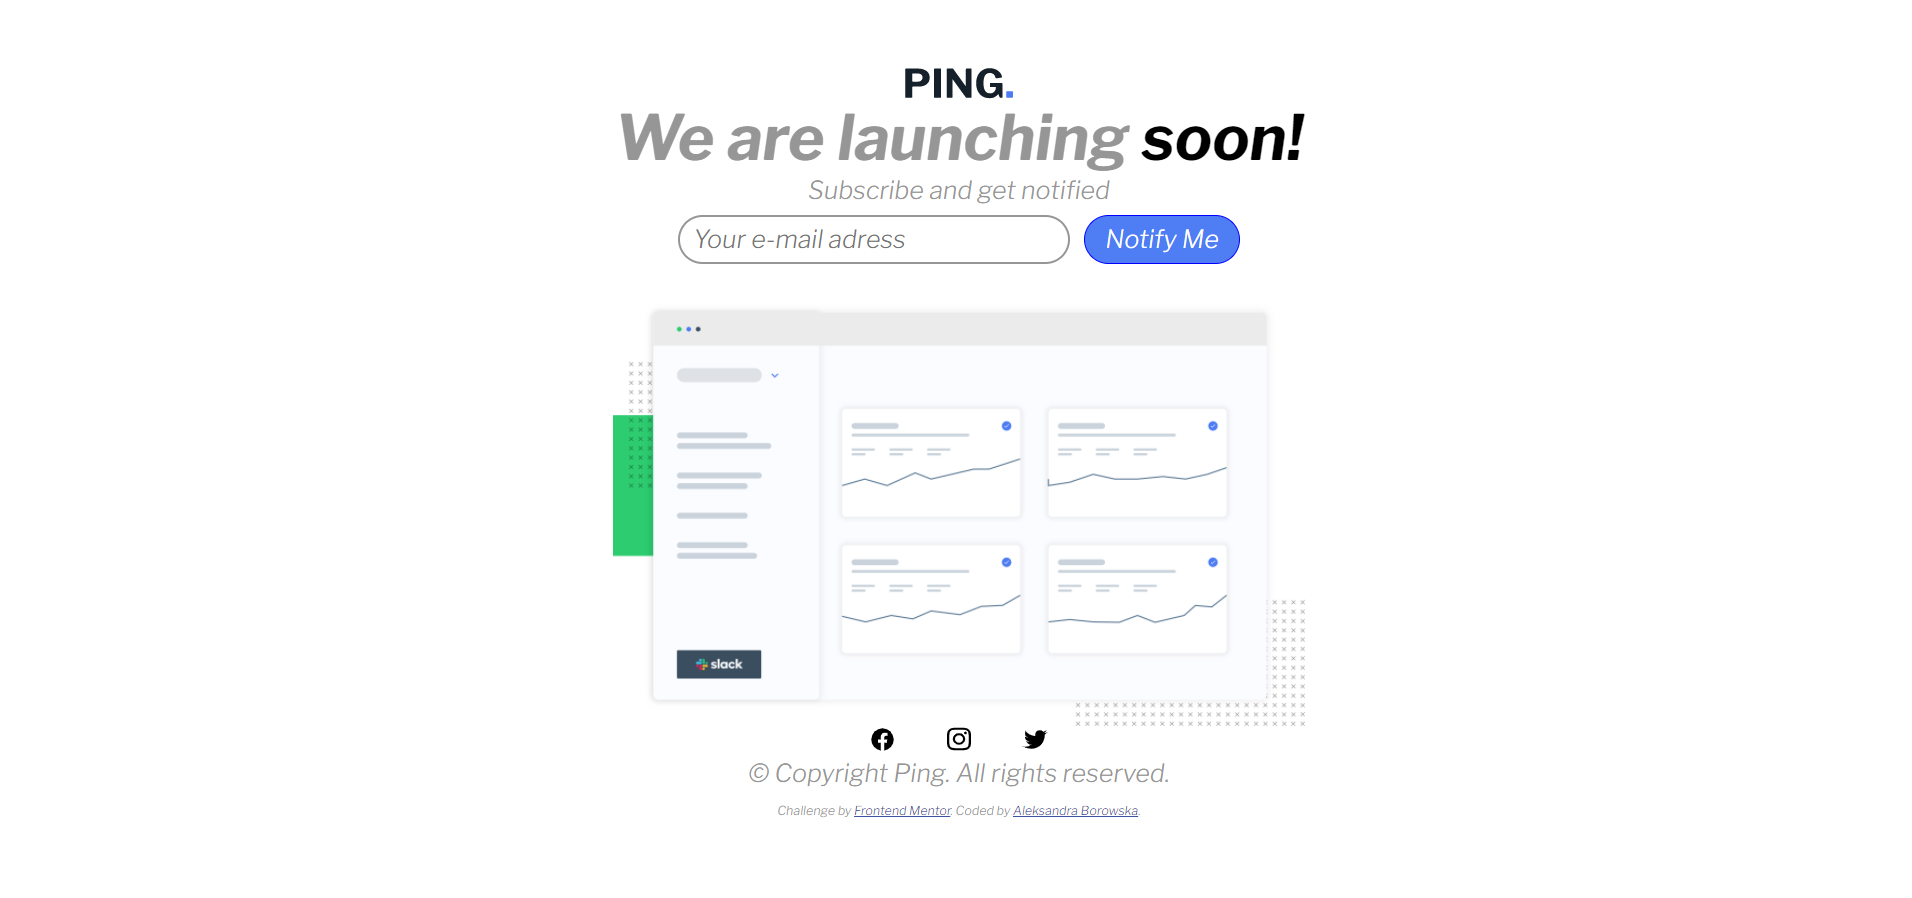 PING.
We are launching soon!
Subscribe and get notified
Your e-mail adress
Notify Me
slack
© Copyright Ping. All rights reserved.
Challenge by Frontend Mentor. Coded by Aleksandra Borowska.